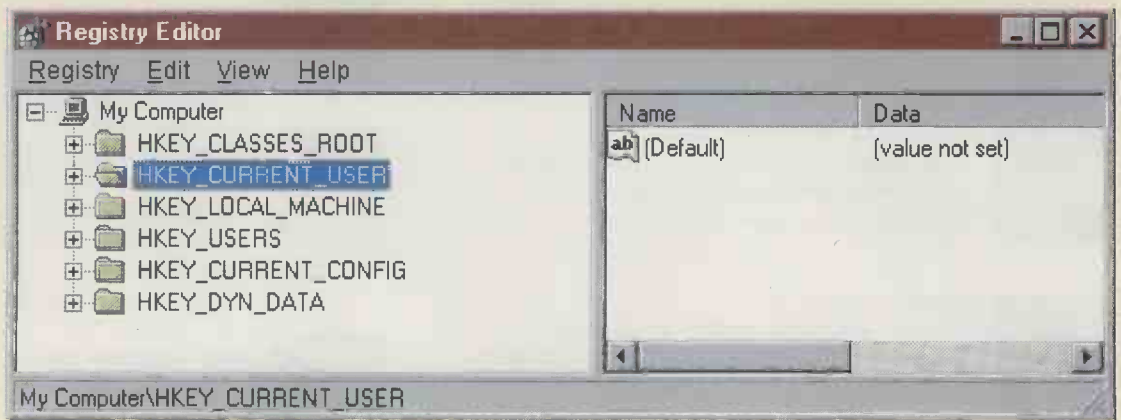 Registry Editor
Registry Edit View Help
My Computer
HKEY_CLASSES_ROOT
HKEY_CURRENT_USER
HKEY_LOCAL_MACHINE
HKEY_USERS
HKEY_CURRENT_CONFIG
HKEY_DYN_DATA
Name Data
ab (Default) (value not set)
My Computer\HKEY_CURRENT_USER